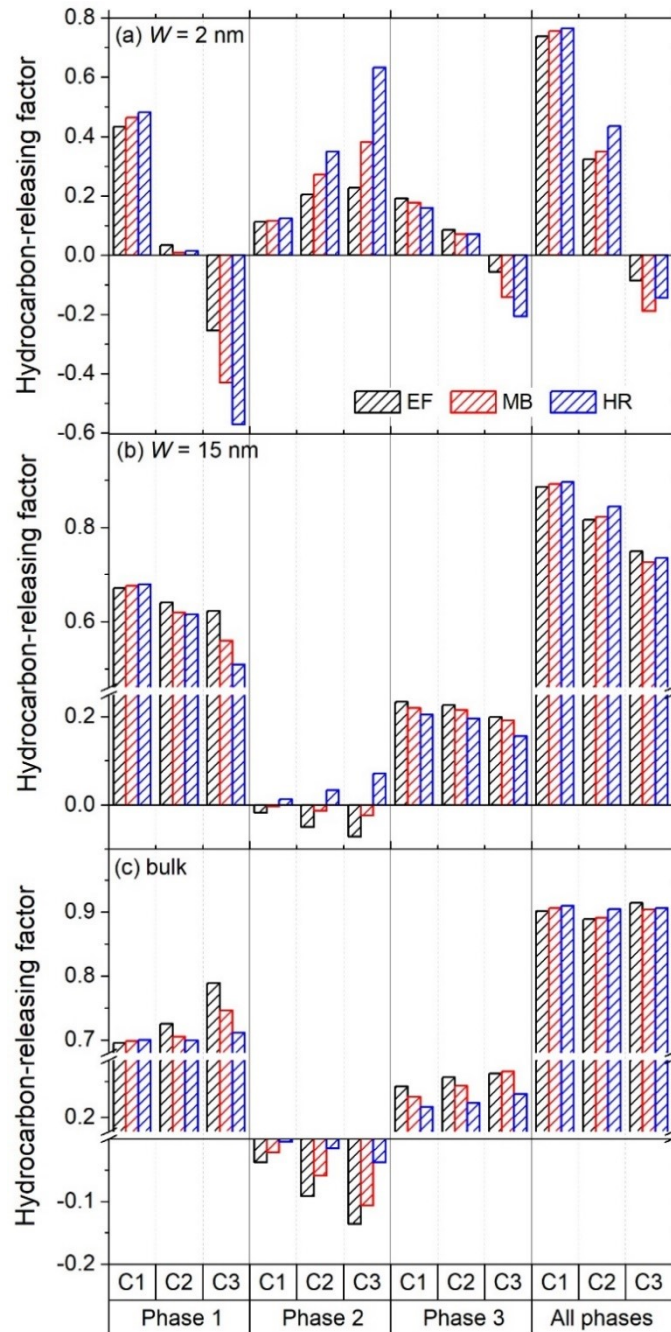 (a) W = 2 nm
Hydrocarbon-releasing factor
0.8
0.6
0.4
0.2
0.0
-0.2
-0.4
-0.6
EF MB HR
(b) W = 15 nm
Hydrocarbon-releasing factor
0.8
0.6
0.2
0.0
(c) bulk
Hydrocarbon-releasing factor
0.9
0.8
0.7
0.2
-0.1
-0.2
C1 C2 C3 C1 C2 C3 C1 C2 C3 C1 C2 C3
Phase 1 Phase 2 Phase 3 All phases